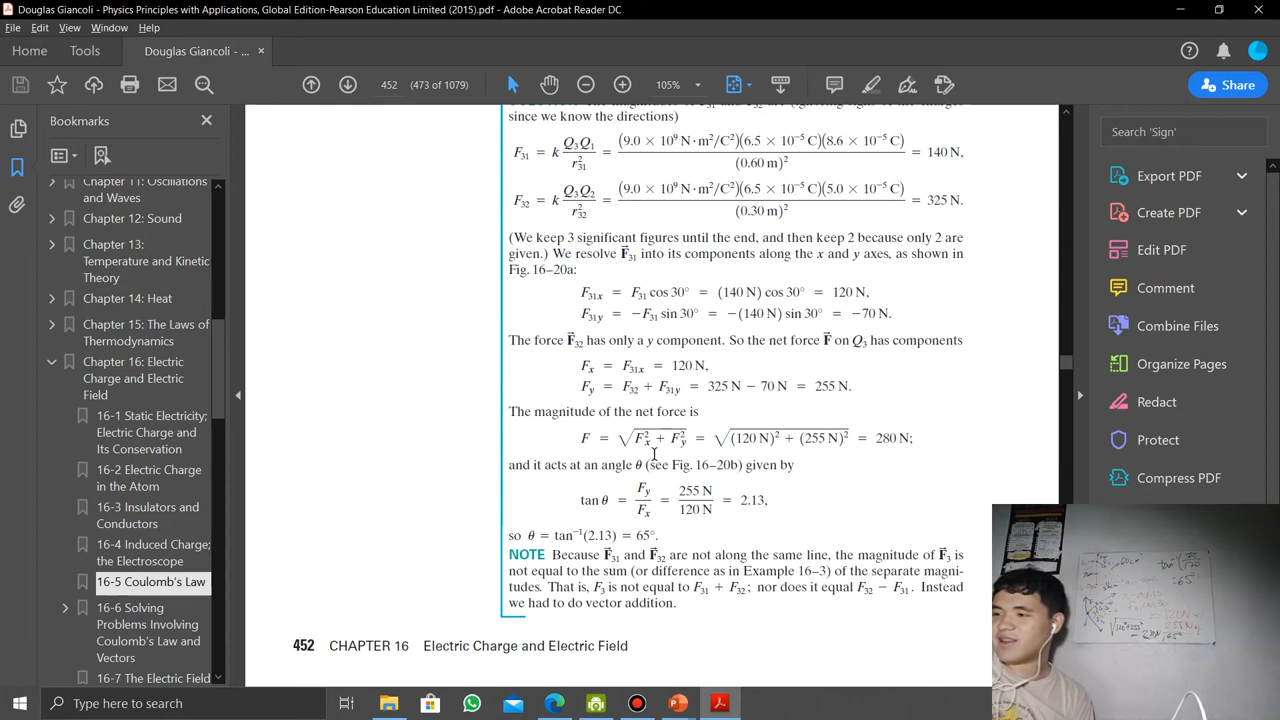 Douglas Giancoli - Physics Principles with Applications, Global Edition-Pearson Education Limited (2015).pdf - Adobe Acrobat Reader DC
File Edit View Window Help
Home Tools Douglas Giancoli - ... ×
452 (473 of 1079) 105% Share
Bookmarks
Chapter 11: Oscillations
and Waves
Chapter 12: Sound
Chapter 13:
Temperature and Kinetic
Theory
Chapter 14: Heat
Chapter 15: The Laws of
Thermodynamics
Chapter 16: Electric
Charge and Electric
Field
16-1 Static Electricity;
Electric Charge and
Its Conservation
16-2 Electric Charge
in the Atom
16-3 Insulators and
Conductors
16-4 Induced Charge;
the Electroscope
16-5 Coulomb's Law
16-6 Solving
Problems Involving
Coulomb's Law and
Vectors
16-7 The Electric Field
since we know the directions)
F₃₁ = k Q₃Q₁/r²₃₁ = (9.0 × 10⁹ N·m²/C²)(6.5 × 10⁻⁵ C)(8.6 × 10⁻⁵ C)/(0.60 m)² = 140 N,
F₃₂ = k Q₃Q₂/r²₃₂ = (9.0 × 10⁹ N·m²/C²)(6.5 × 10⁻⁵ C)(5.0 × 10⁻⁵ C)/(0.30 m)² = 325 N.
(We keep 3 significant figures until the end, and then keep 2 because only 2 are
given.) We resolve F⃗₃₁ into its components along the x and y axes, as shown in
Fig. 16–20a:
F₃₁ₓ = F₃₁ cos 30° = (140 N) cos 30° = 120 N,
F₃₁y = −F₃₁ sin 30° = −(140 N) sin 30° = −70 N.
The force F⃗₃₂ has only a y component. So the net force F⃗ on Q₃ has components
Fₓ = F₃₁ₓ = 120 N,
Fy = F₃₂ + F₃₁y = 325 N − 70 N = 255 N.
The magnitude of the net force is
F = √(Fₓ² + Fy²) = √((120 N)² + (255 N)²) = 280 N;
and it acts at an angle θ (see Fig. 16–20b) given by
tan θ = Fy/Fₓ = 255 N/120 N = 2.13,
so θ = tan⁻¹(2.13) = 65°.
NOTE Because F⃗₃₁ and F⃗₃₂ are not along the same line, the magnitude of F⃗₃ is
not equal to the sum (or difference as in Example 16–3) of the separate magni-
tudes. That is, F₃ is not equal to F₃₁ + F₃₂; nor does it equal F₃₂ − F₃₁. Instead
we had to do vector addition.
452 CHAPTER 16 Electric Charge and Electric Field
Search 'Sign'
Export PDF
Create PDF
Edit PDF
Comment
Combine Files
Organize Pages
Redact
Protect
Compress PDF
Type here to search